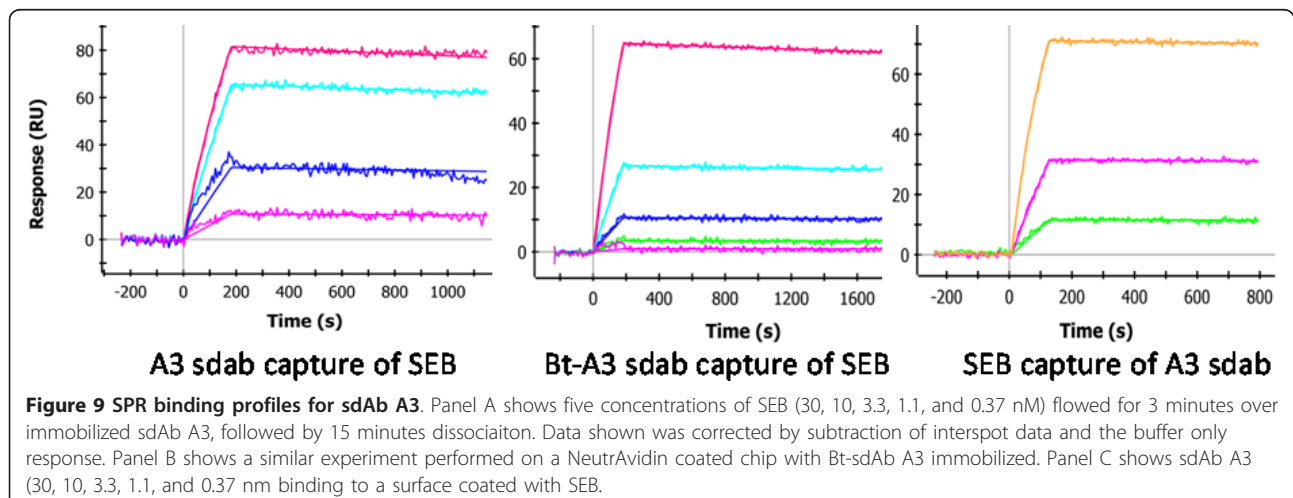 80
60
40
20
0
Response (RU)
-200 0 200 400 600 800 1000
Time (s)
A3 sdab capture of SEB
60
40
20
0
0 400 800 1200 1600
Time (s)
Bt-A3 sdab capture of SEB
60
40
20
0
-200 0 200 400 600 800
Time (s)
SEB capture of A3 sdab
Figure 9 SPR binding profiles for sdAb A3. Panel A shows five concentrations of SEB (30, 10, 3.3, 1.1, and 0.37 nM) flowed for 3 minutes over
immobilized sdAb A3, followed by 15 minutes dissociaiton. Data shown was corrected by subtraction of interspot data and the buffer only
response. Panel B shows a similar experiment performed on a NeutrAvidin coated chip with Bt-sdAb A3 immobilized. Panel C shows sdAb A3
(30, 10, 3.3, 1.1, and 0.37 nm binding to a surface coated with SEB.